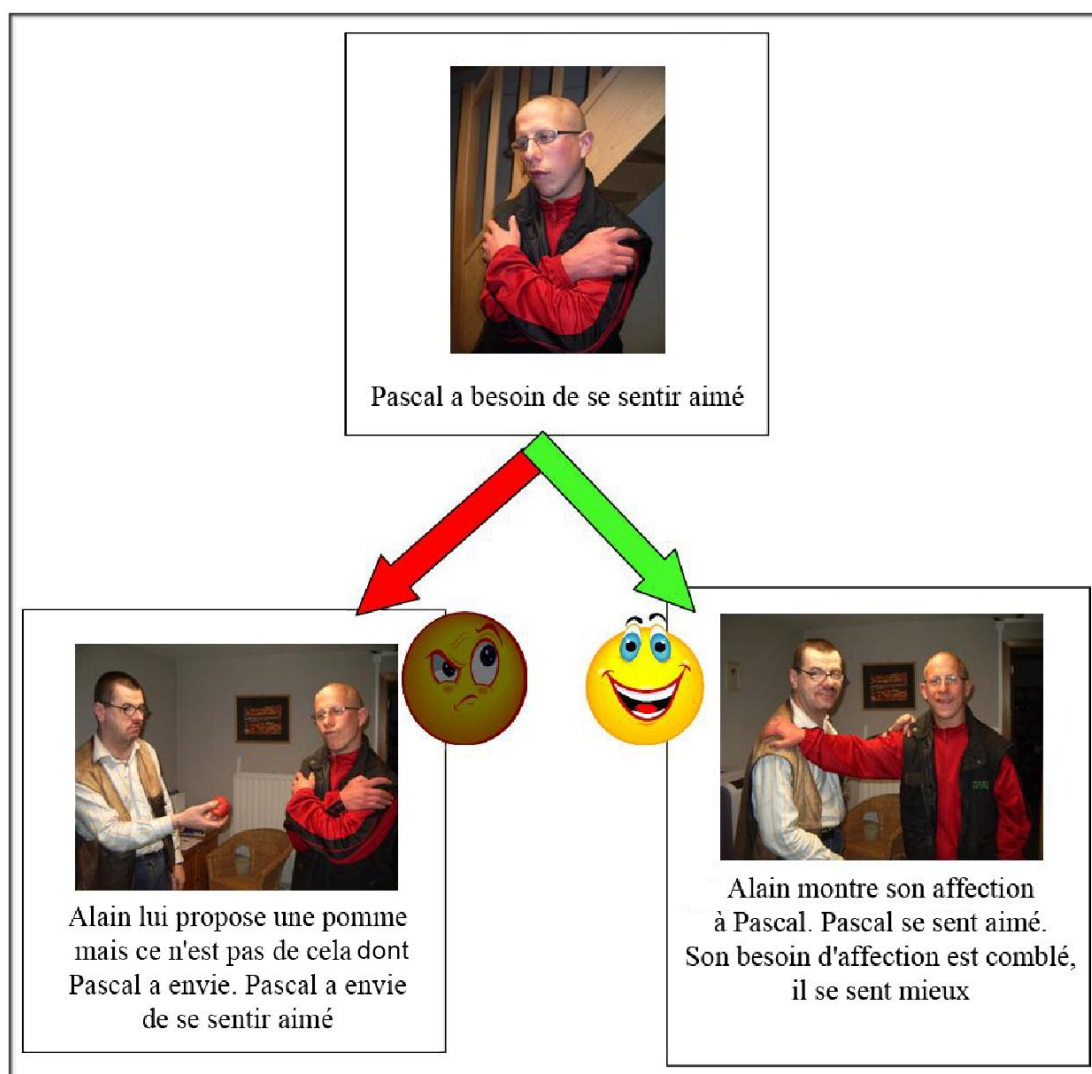 Pascal a besoin de se sentir aimé
Alain lui propose une pomme
mais ce n'est pas de cela dont
Pascal a envie. Pascal a envie
de se sentir aimé
Alain montre son affection
à Pascal. Pascal se sent aimé.
Son besoin d'affection est comblé,
il se sent mieux